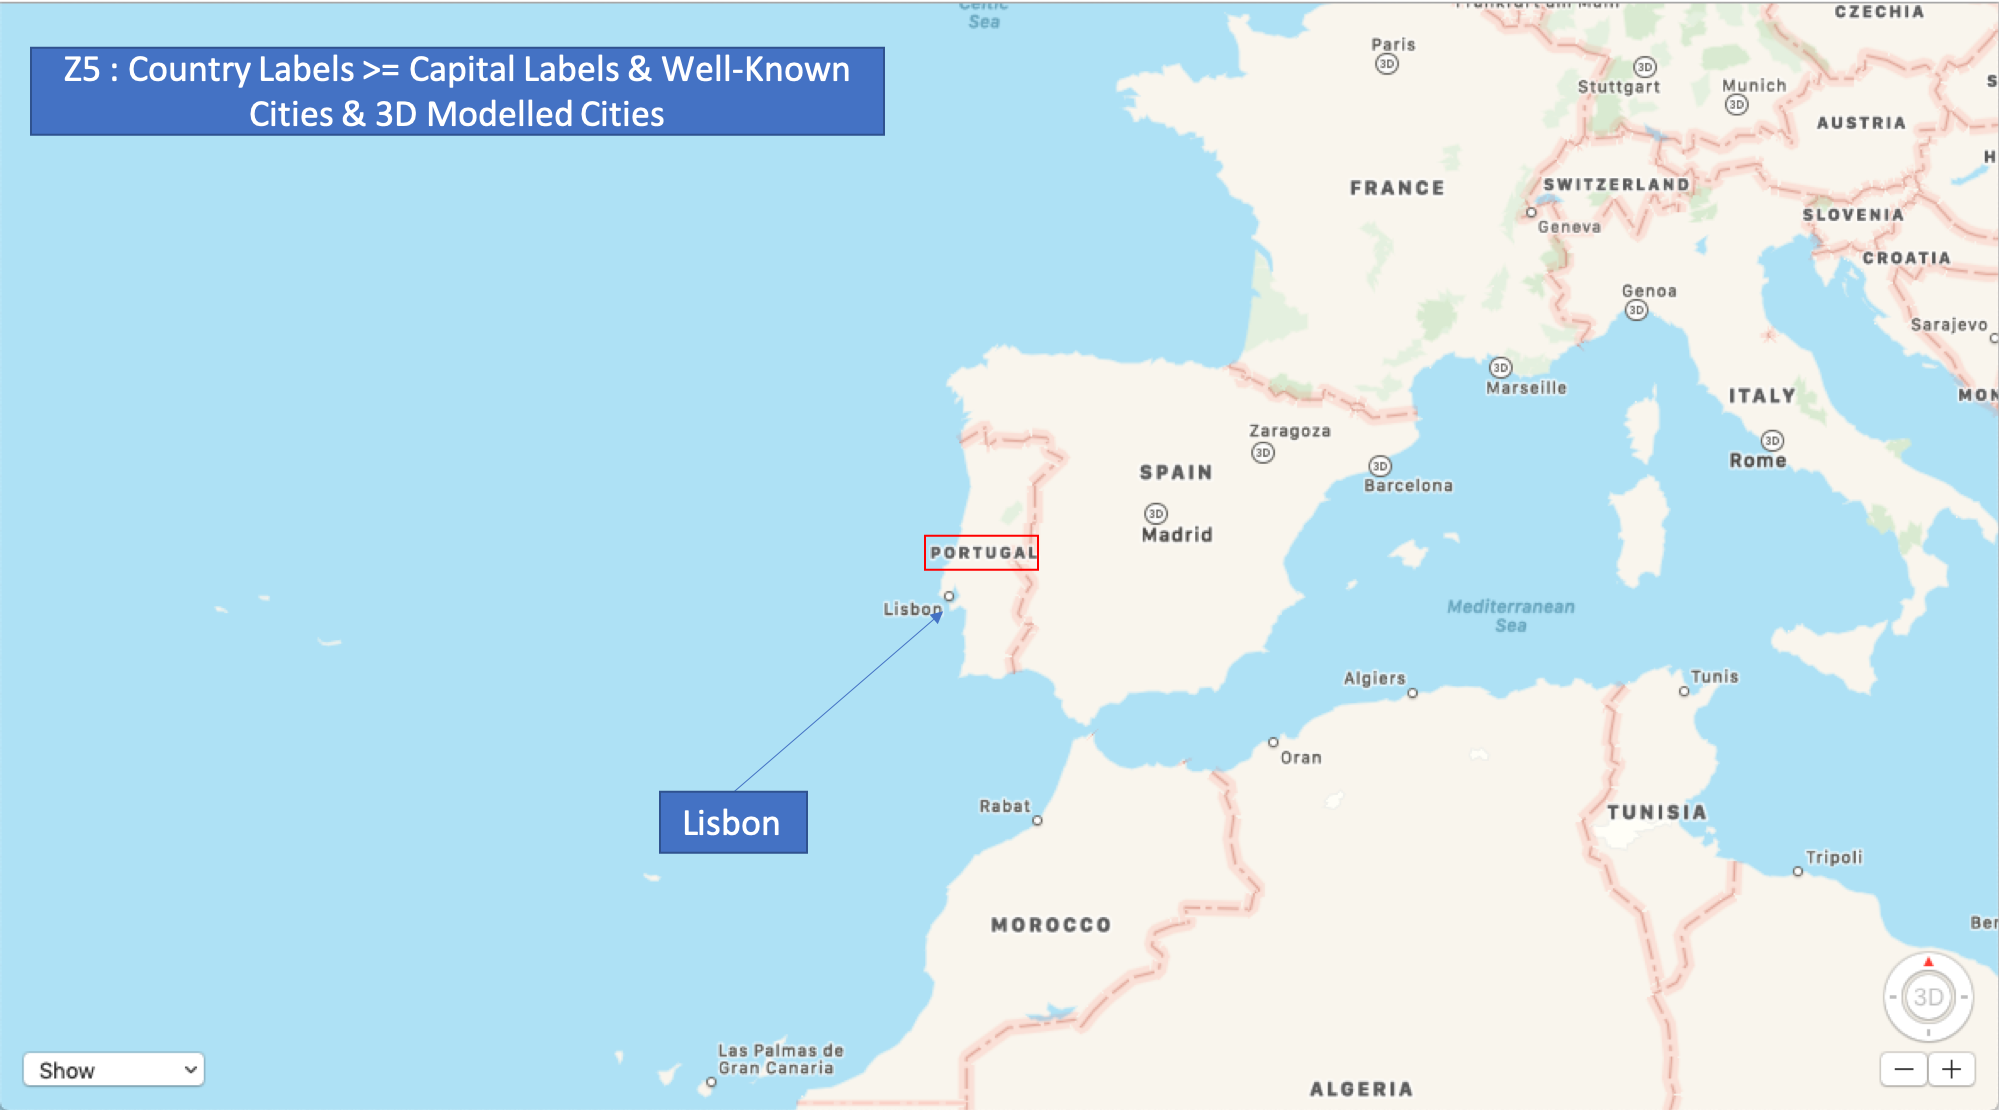 Celtic
Sea
CZECHIA
Z5 : Country Labels >= Capital Labels & Well-Known
Cities & 3D Modelled Cities
Paris
3D
3D
Stuttgart
Munich
3D
AUSTRIA
FRANCE
SWITZERLAND
Geneva
SLOVENIA
CROATIA
Genoa
3D
Sarajevo
3D
Marseille
ITALY
MON
Zaragoza
3D
3D
Rome
SPAIN
3D
Barcelona
3D
Madrid
PORTUGAL
Lisbon
Mediterranean
Sea
Algiers
Tunis
Oran
Rabat
Lisbon
TUNISIA
Tripoli
MOROCCO
Ber
3D
Las Palmas de
Gran Canaria
Show
ALGERIA